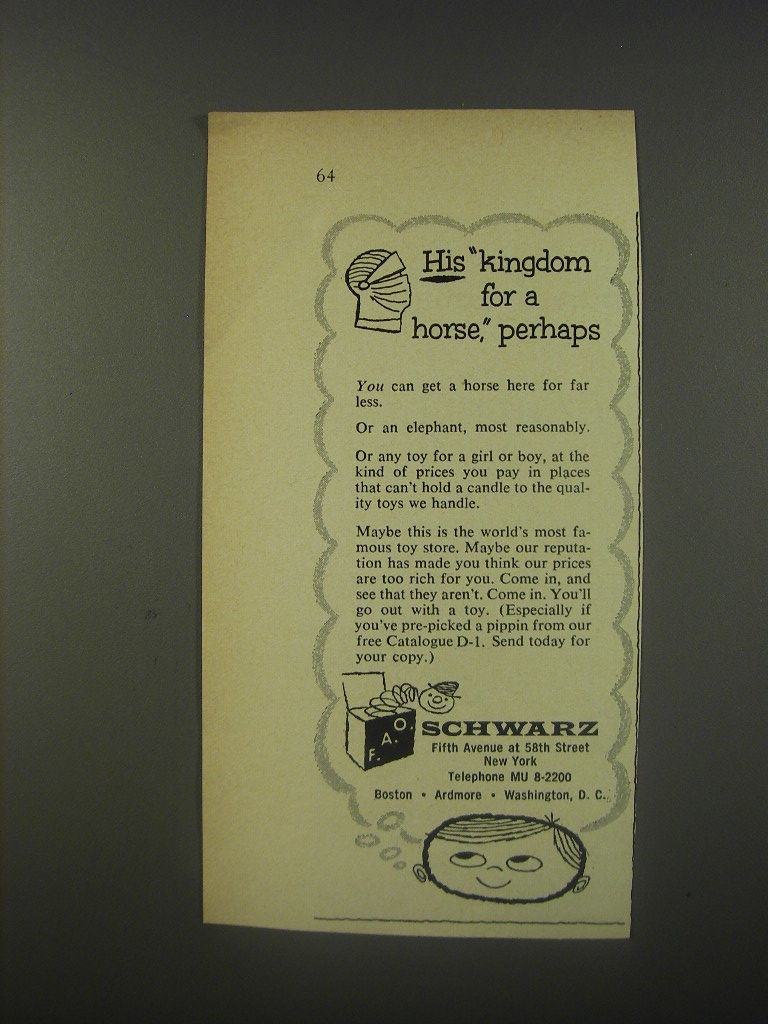 64
His "kingdom
for a
horse," perhaps
You can get a horse here for far
less.
Or an elephant, most reasonably.
Or any toy for a girl or boy, at the
kind of prices you pay in places
that can't hold a candle to the qual-
ity toys we handle.
Maybe this is the world's most fa-
mous toy store. Maybe our reputa-
tion has made you think our prices
are too rich for you. Come in, and
see that they aren't. Come in. You'll
go out with a toy. (Especially if
you've pre-picked a pippin from our
free Catalogue D-1. Send today for
your copy.)
F. A. O. SCHWARZ
Fifth Avenue at 58th Street
New York
Telephone MU 8-2200
Boston • Ardmore • Washington, D. C.